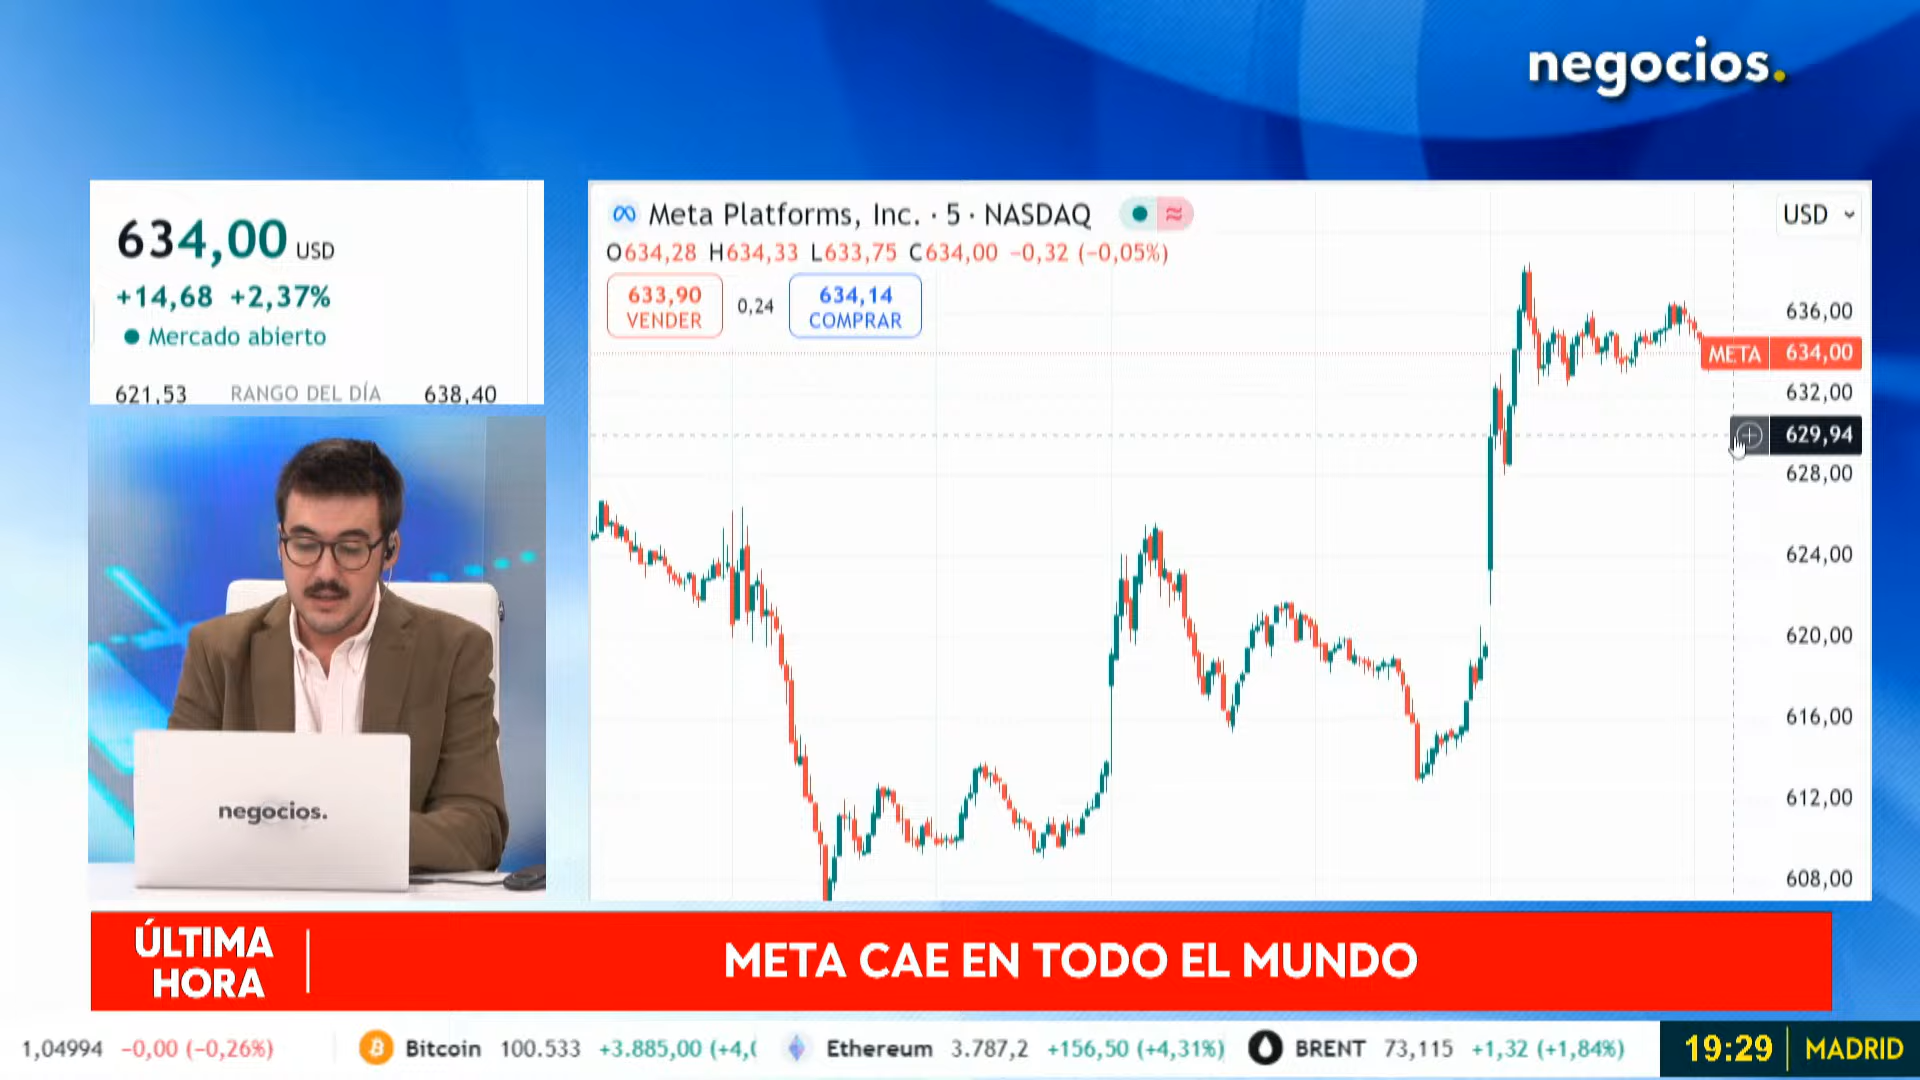 negocios.
634,00 USD
+14,68 +2,37%
Mercado abierto
621,53 RANGO DEL DÍA 638,40
Meta Platforms, Inc. · 5 · NASDAQ
USD
O634,28 H634,33 L633,75 C634,00 −0,32 (−0,05%)
633,90
VENDER
0,24
634,14
COMPRAR
636,00
META 634,00
632,00
629,94
628,00
624,00
620,00
616,00
612,00
608,00
negocios.
ÚLTIMA
HORA
META CAE EN TODO EL MUNDO
1,04994 −0,00 (−0,26%) Bitcoin 100.533 +3.885,00 (+4,0 Ethereum 3.787,2 +156,50 (+4,31%) BRENT 73,115 +1,32 (+1,84%) 19:29 MADRID